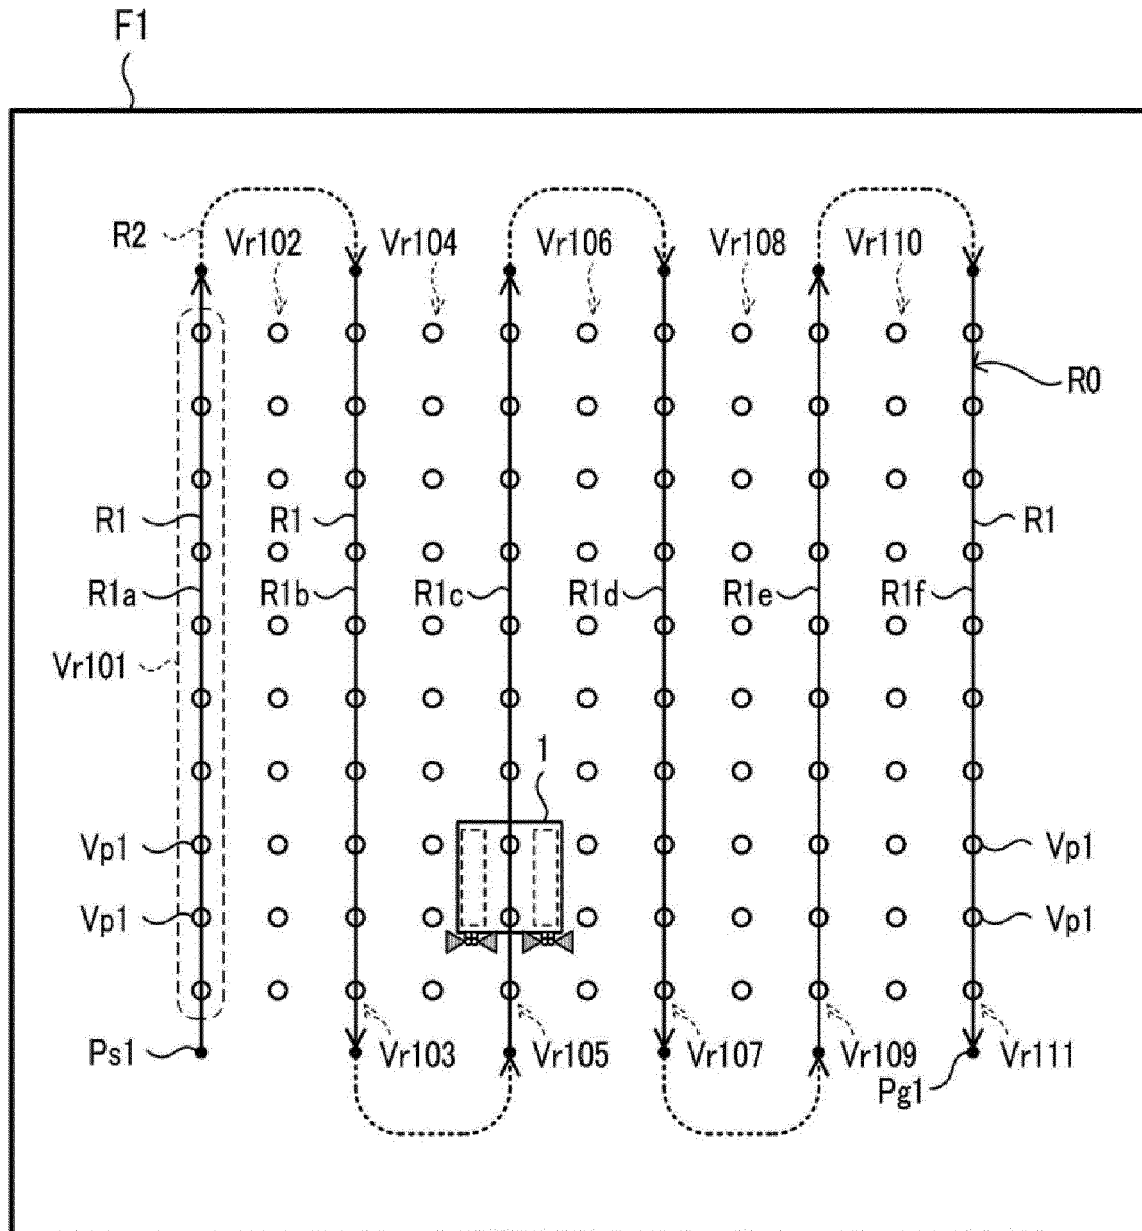 F1
R2
Vr102
Vr104
Vr106
Vr108
Vr110
R0
R1
R1
R1
R1a
R1b
R1c
R1d
R1e
R1f
Vr101
1
Vp1
Vp1
Vp1
Vp1
Ps1
Vr103
Vr105
Vr107
Vr109
Vr111
Pg1